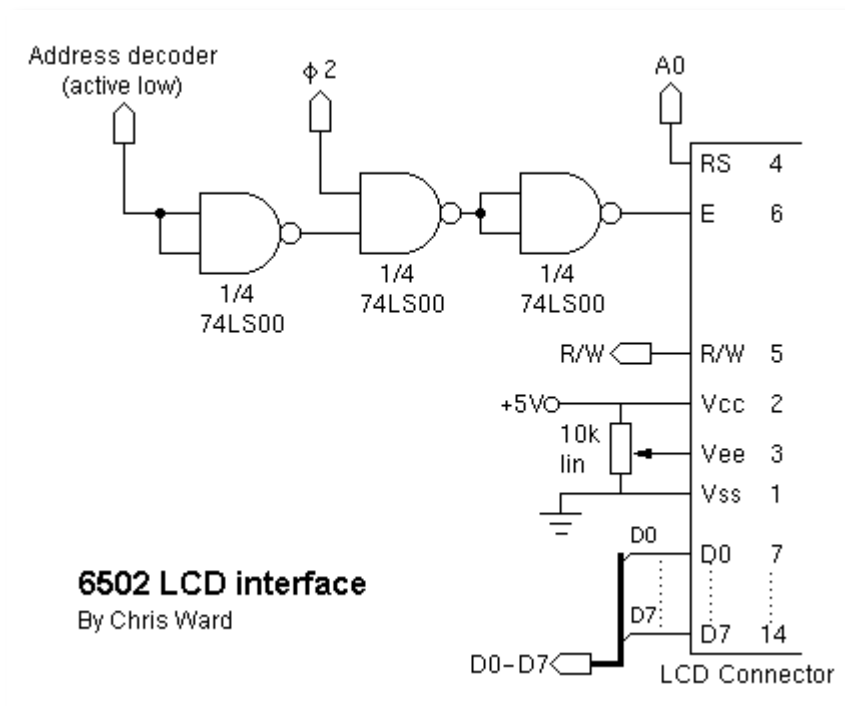 Address decoder
(active low)
ϕ2
A0
RS 4
E 6
1/4
74LS00
1/4
74LS00
1/4
74LS00
R/W R/W 5
+5V Vcc 2
10k
lin
Vee 3
Vss 1
D0
D0 7
D7
D7 14
D0-D7
LCD Connector
6502 LCD interface
By Chris Ward